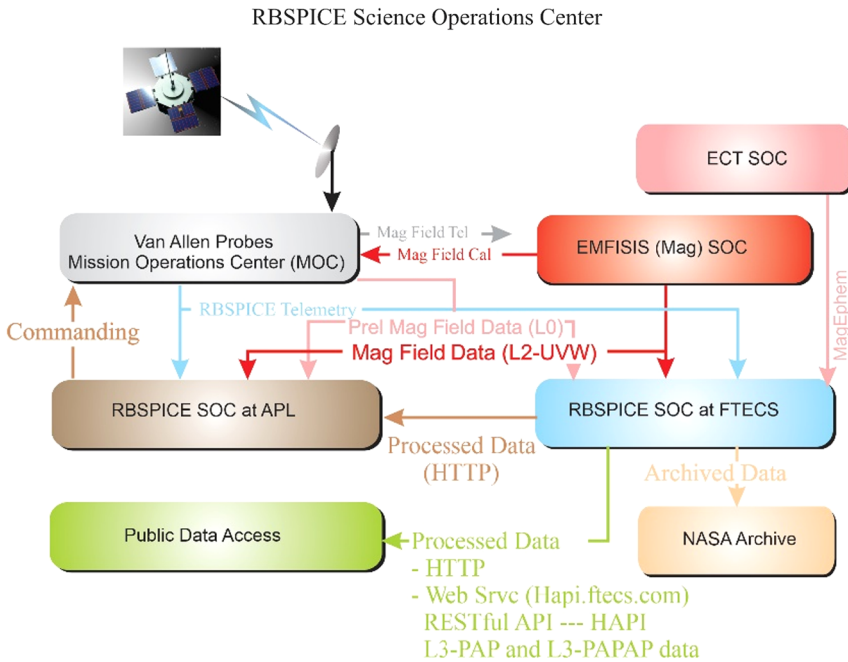 RBSPICE Science Operations Center
ECT SOC
Van Allen Probes
Mission Operations Center (MOC)
Mag Field Tel
Mag Field Cal
EMFISIS (Mag) SOC
RBSPICE Telemetry
Commanding
Prel Mag Field Data (L0)
Mag Field Data (L2-UVW)
MagEphem
RBSPICE SOC at APL
RBSPICE SOC at FTECS
Processed Data
(HTTP)
Archived Data
Public Data Access
NASA Archive
Processed Data
- HTTP
- Web Srvc (Hapi.ftecs.com)
RESTful API --- HAPI
L3-PAP and L3-PAPAP data